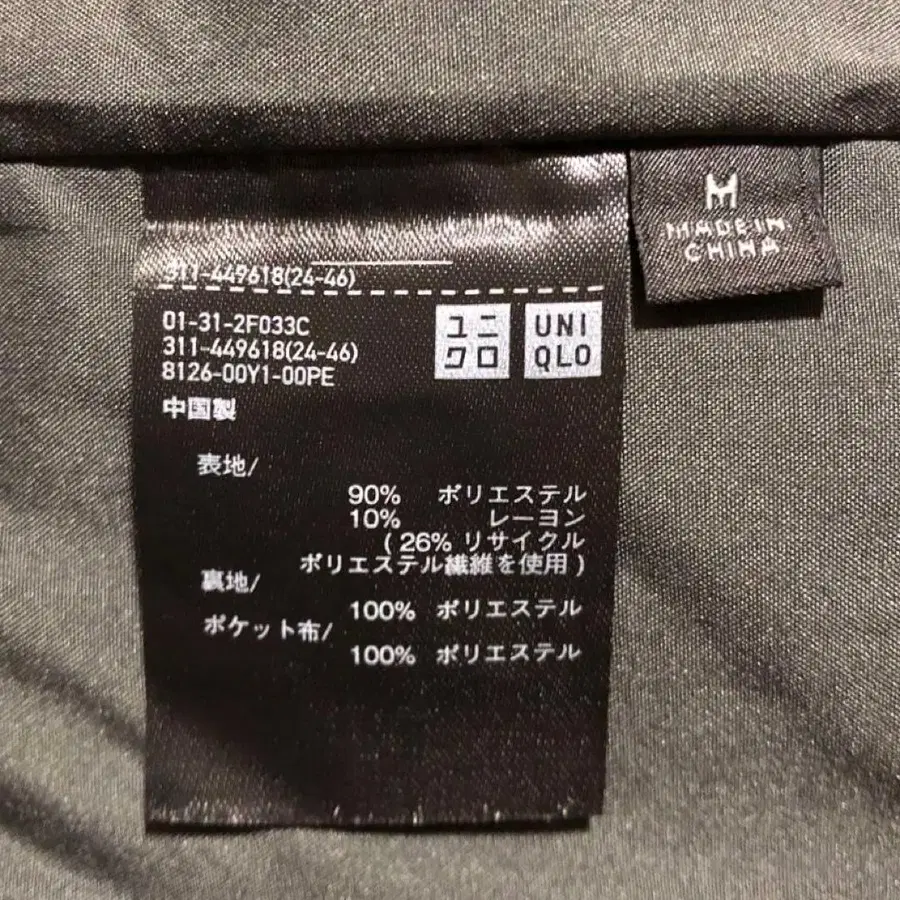 M
MADE IN
CHINA
311-449618(24-46)
01-31-2F033C
311-449618(24-46)
8126-00Y1-00PE
ユニ
クロ
UNI
QLO
中国製
表地/
90% ポリエステル
10% レーヨン
( 26% リサイクル
ポリエステル繊維を使用 )
裏地/
100% ポリエステル
ポケット布/
100% ポリエステル